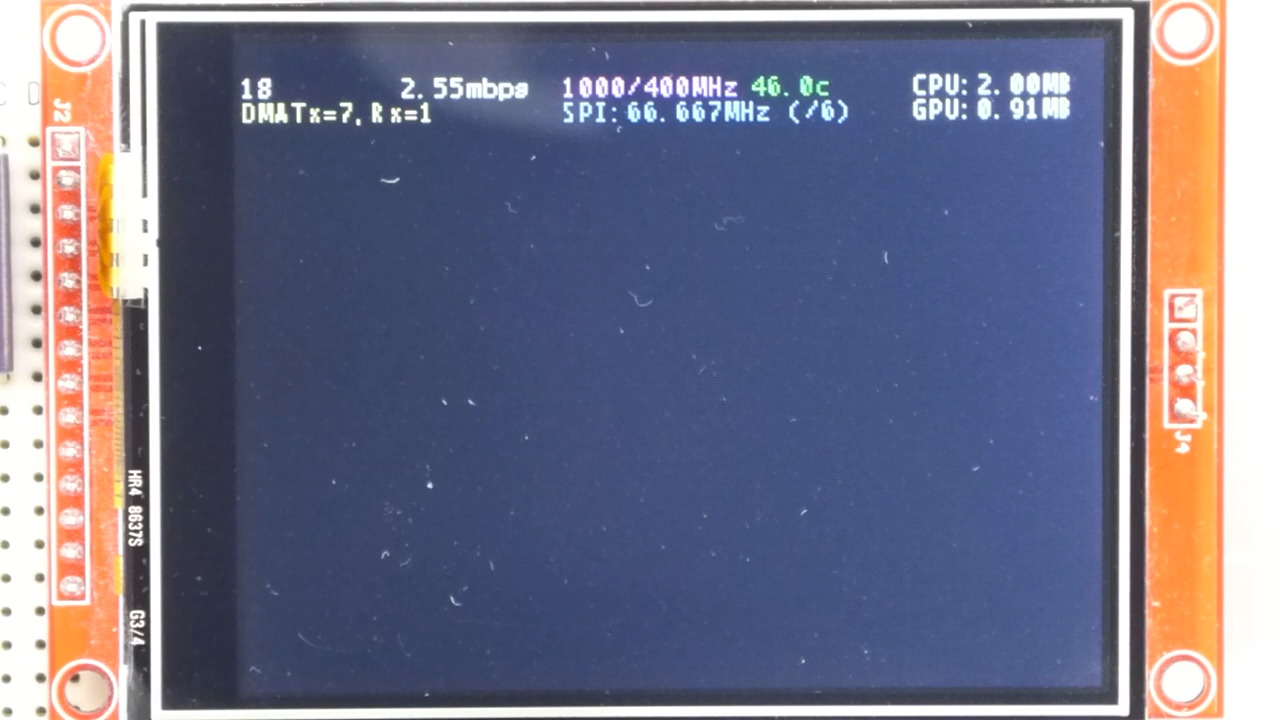 18 2.55mbps 1000/400MHz 46.0c CPU: 2.00MB
DMATx=7,Rx=1 SPI: 66.667MHz (/6) GPU: 0.91MB
J2
HR4 8637S
G3/4
J4
D